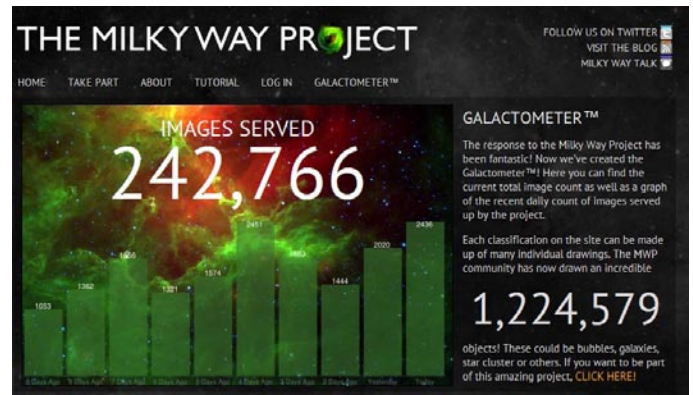 THE MILKY WAY PROJECT
FOLLOW US ON TWITTER
VISIT THE BLOG
MILKY WAY TALK
HOME TAKE PART ABOUT TUTORIAL LOG IN GALACTOMETER™
IMAGES SERVED
242,766
1053
1362
1321
1574
2451
1444
2020
2436
Yesterday
Today
GALACTOMETER™
The response to the Milky Way Project has
been fantastic! Now we've created the
Galactometer™! Here you can find the
current total image count as well as a graph
of the recent daily count of images served
up by the project.
Each classification on the site can be made
up of many individual drawings. The MWP
community has now drawn an incredible
1,224,579
objects! These could be bubbles, galaxies,
star cluster or others. If you want to be part
of this amazing project, CLICK HERE!